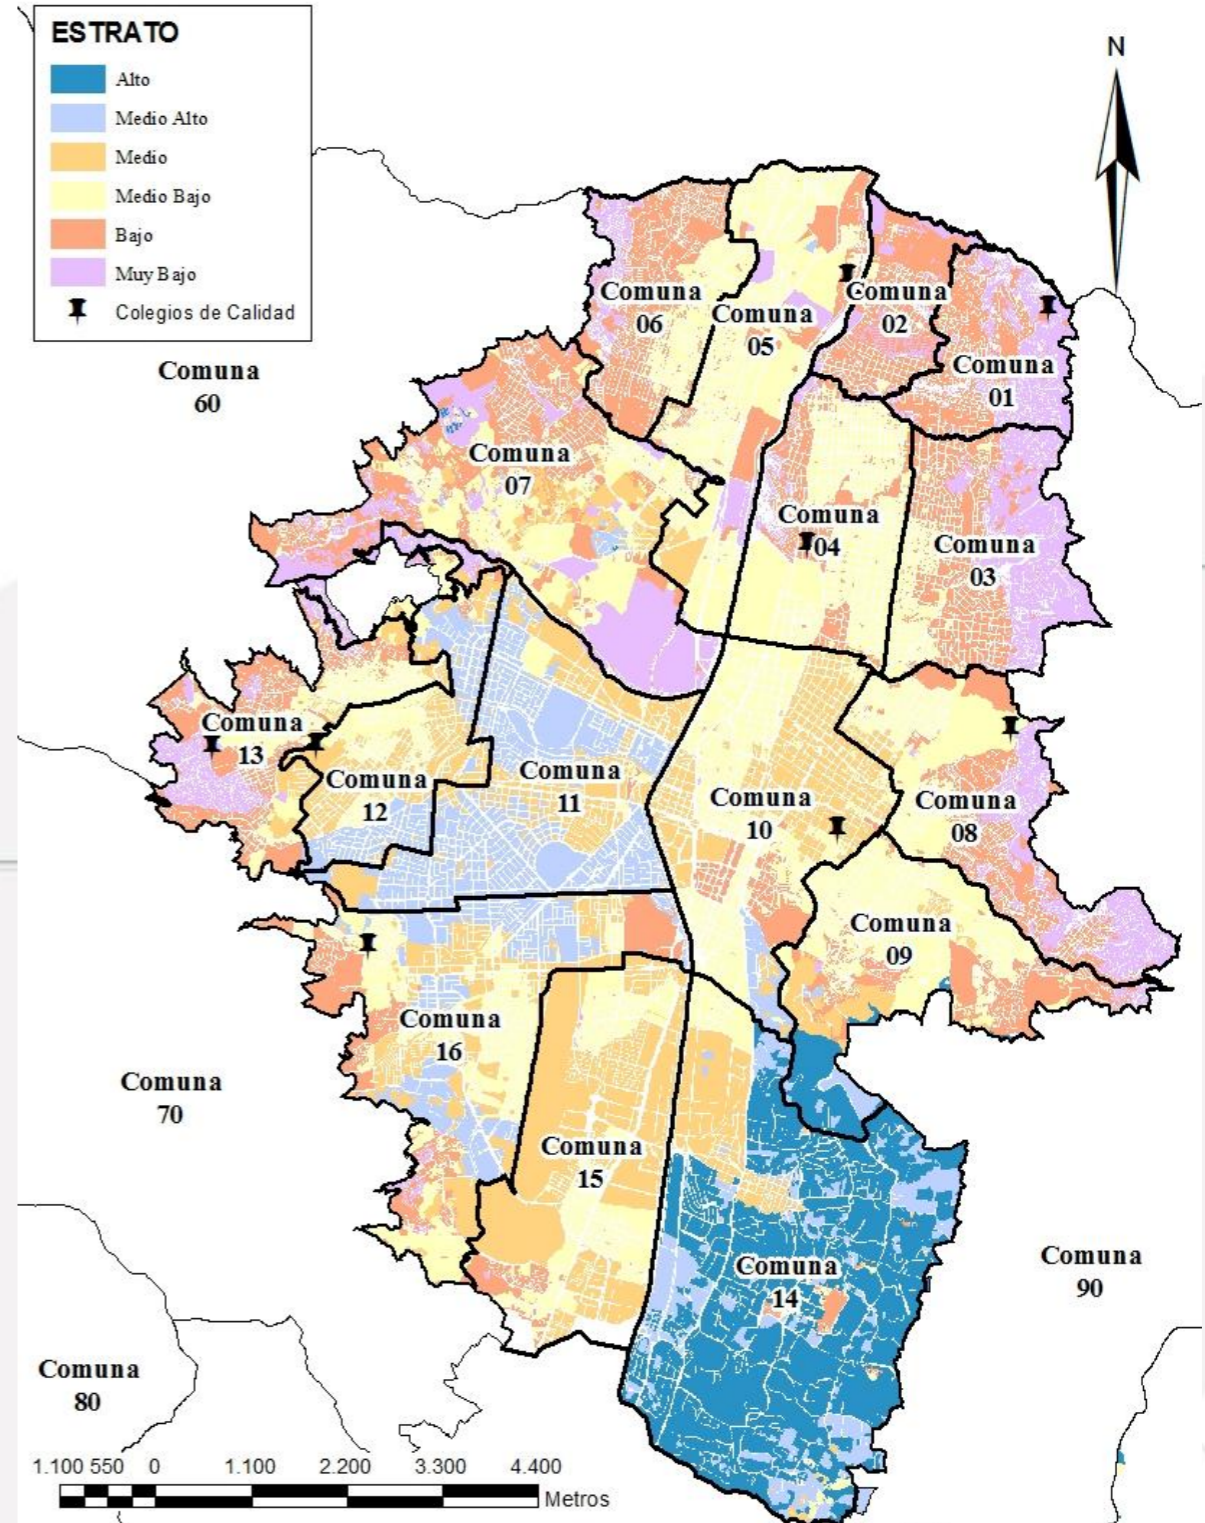 ESTRATO
Alto
Medio Alto
Medio
Medio Bajo
Bajo
Muy Bajo
Colegios de Calidad
N
Comuna
60
Comuna
06
Comuna
05
Comuna
02
Comuna
01
Comuna
07
Comuna
04
Comuna
03
Comuna
13
Comuna
12
Comuna
11
Comuna
10
Comuna
08
Comuna
09
Comuna
16
Comuna
70
Comuna
15
Comuna
14
Comuna
90
Comuna
80
1.100 550 0 1.100 2.200 3.300 4.400
Metros